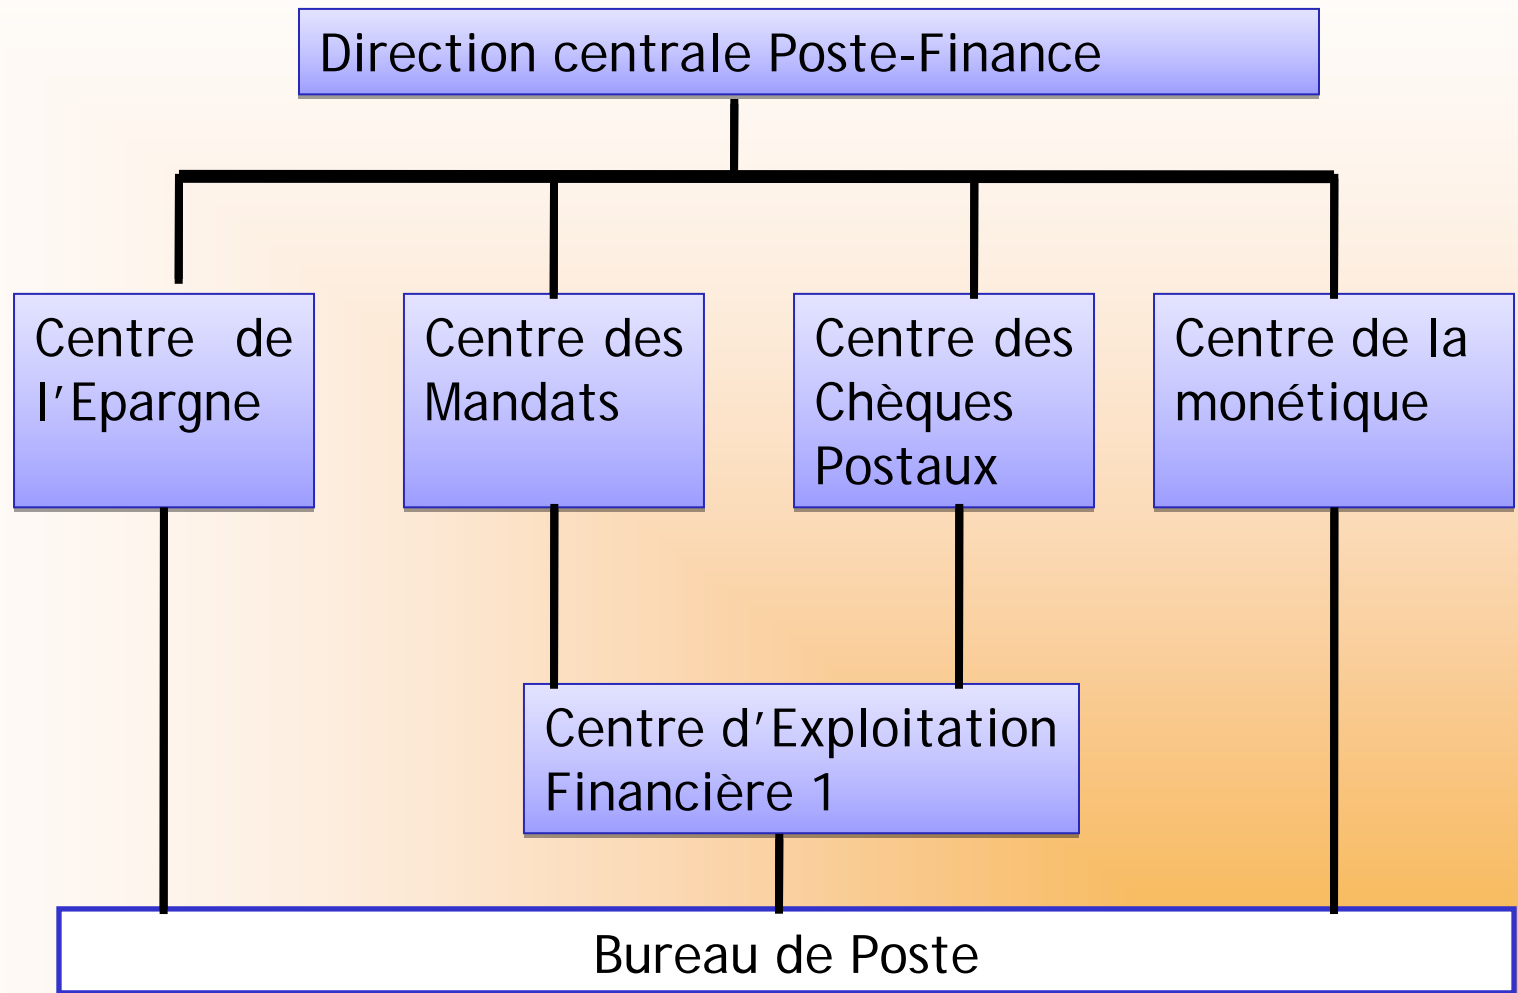 Direction centrale Poste-Finance
Centre de
l'Epargne
Centre des
Mandats
Centre des
Chèques
Postaux
Centre de la
monétique
Centre d'Exploitation
Financière 1
Bureau de Poste